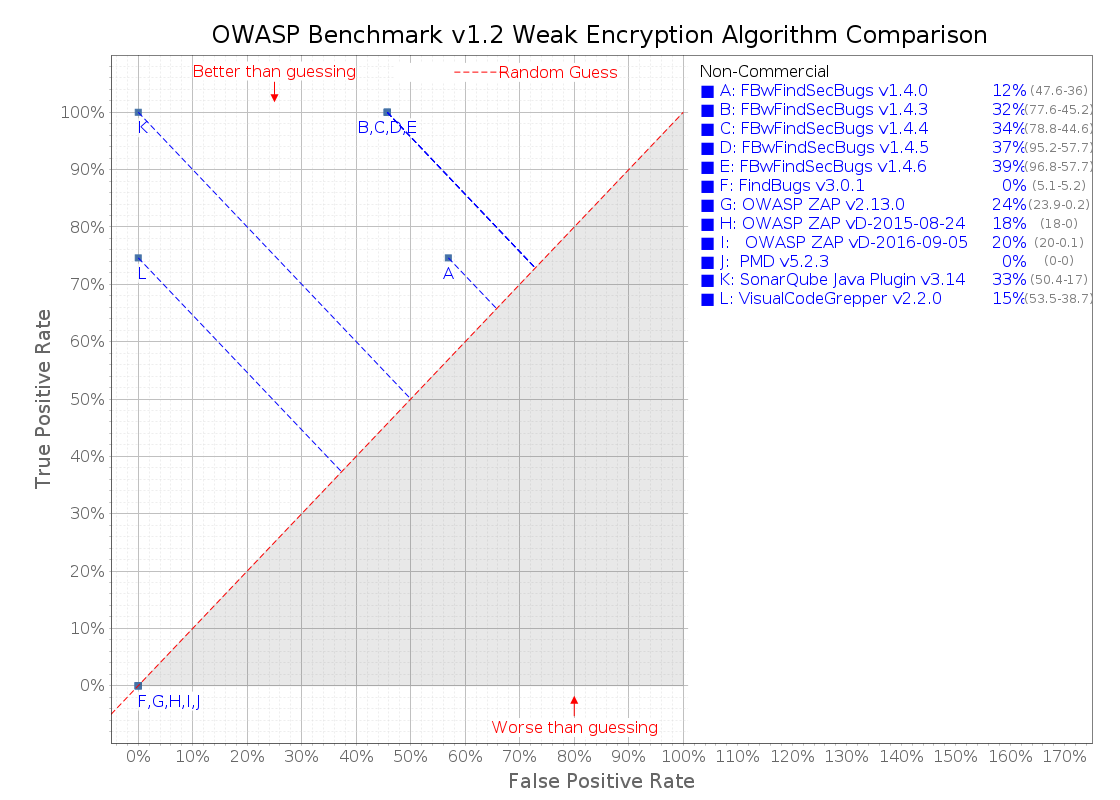 OWASP Benchmark v1.2 Weak Encryption Algorithm Comparison
Better than guessing
Random Guess
Non-Commercial
A: FBwFindSecBugs v1.4.0 12% (47.6-36)
B: FBwFindSecBugs v1.4.3 32% (77.6-45.2)
C: FBwFindSecBugs v1.4.4 34% (78.8-44.6)
D: FBwFindSecBugs v1.4.5 37% (95.2-57.7)
E: FBwFindSecBugs v1.4.6 39% (96.8-57.7)
F: FindBugs v3.0.1 0% (5.1-5.2)
G: OWASP ZAP v2.13.0 24% (23.9-0.2)
H: OWASP ZAP vD-2015-08-24 18% (18-0)
I: OWASP ZAP vD-2016-09-05 20% (20-0.1)
J: PMD v5.2.3 0% (0-0)
K: SonarQube Java Plugin v3.14 33% (50.4-17)
L: VisualCodeGrepper v2.2.0 15% (53.5-38.7)
100%
90%
80%
70%
60%
50%
40%
30%
20%
10%
0%
True Positive Rate
K
B,C,D,E
L
A
F,G,H,I,J
Worse than guessing
0% 10% 20% 30% 40% 50% 60% 70% 80% 90% 100% 110% 120% 130% 140% 150% 160% 170%
False Positive Rate